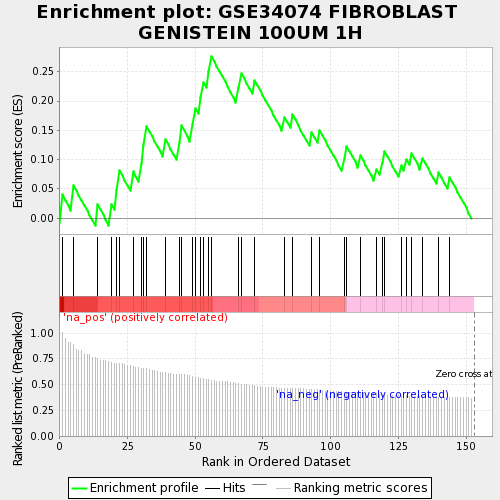 Enrichment plot: GSE34074 FIBROBLAST
GENISTEIN 100UM 1H
Enrichment score (ES)
0.25
0.20
0.15
0.10
0.05
0.00
'na_pos' (positively correlated)
Ranked list metric (PreRanked)
1.00
0.75
0.50
0.25
0.00
Zero cross at
'na_neg' (negatively correlated)
0 25 50 75 100 125 150
Rank in Ordered Dataset
Enrichment profile Hits Ranking metric scores